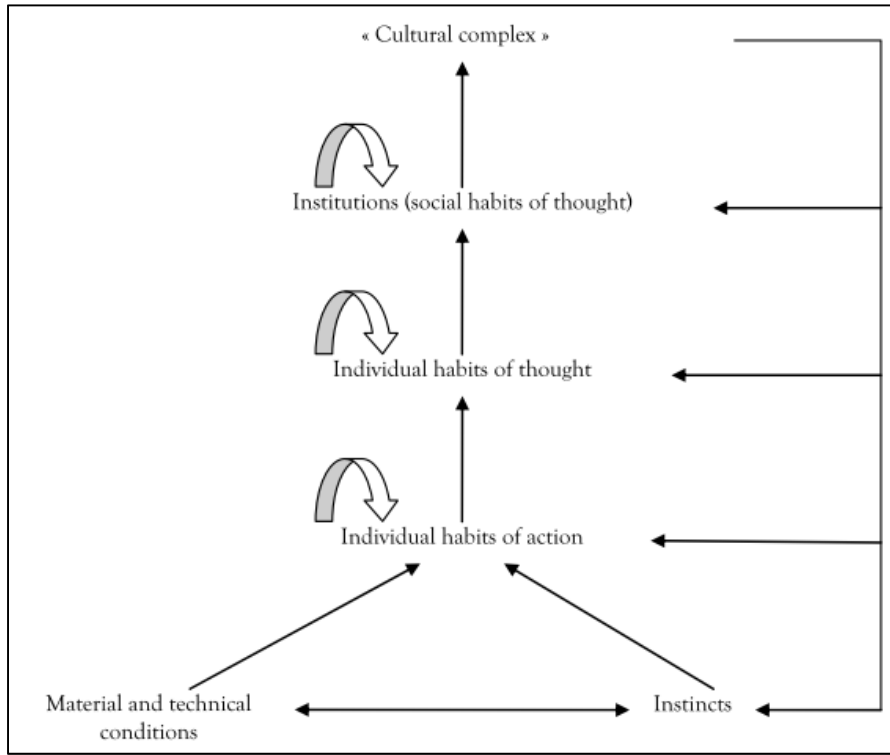 « Cultural complex »
Institutions (social habits of thought)
Individual habits of thought
Individual habits of action
Material and technical
conditions
Instincts